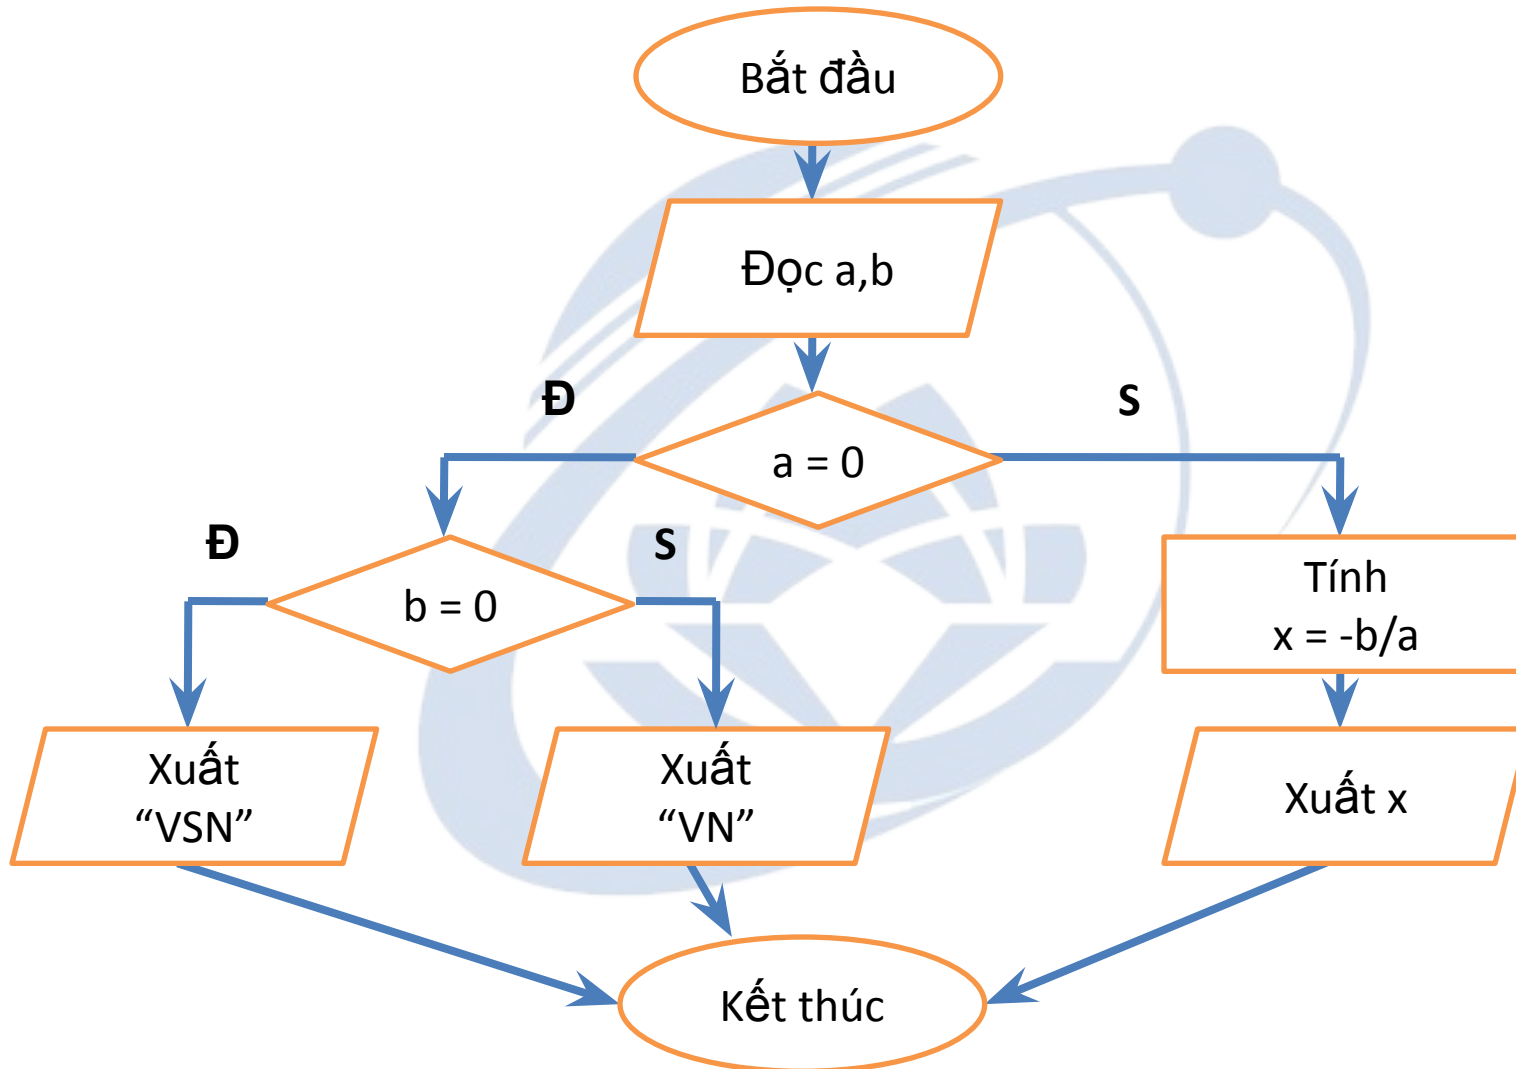 Bắt đầu
Đọc a,b
Đ
S
a = 0
Đ
S
b = 0
Tính
x = -b/a
Xuất
“VSN”
Xuất
“VN”
Xuất x
Kết thúc